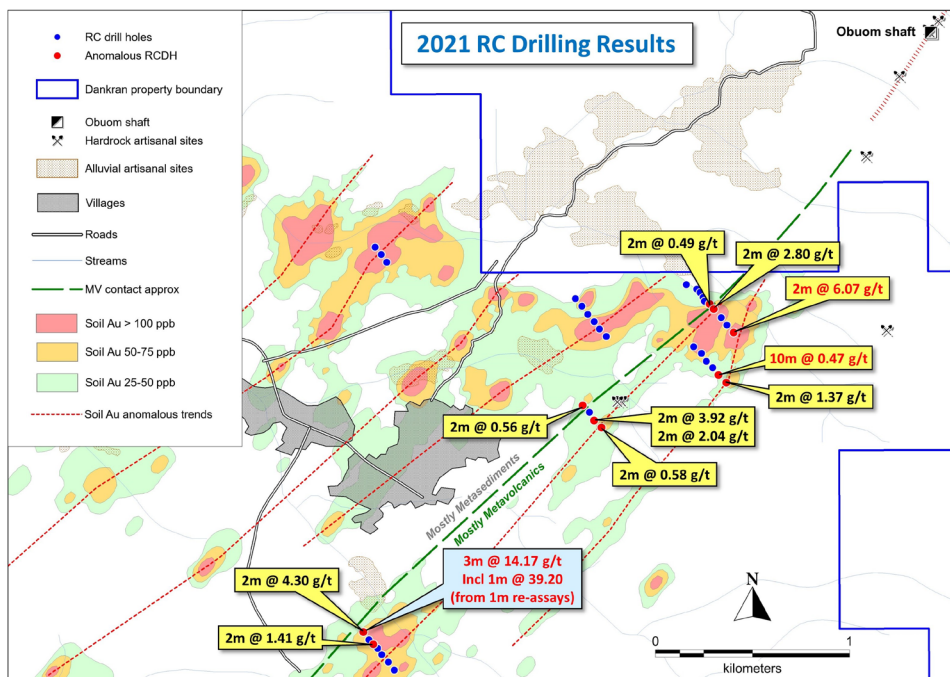 2021 RC Drilling Results
Obuom shaft
RC drill holes
Anomalous RCDH
Dankran property boundary
Obuom shaft
Hardrock artisanal sites
Alluvial artisanal sites
Villages
Roads
Streams
MV contact approx
Soil Au > 100 ppb
Soil Au 50-75 ppb
Soil Au 25-50 ppb
Soil Au anomalous trends
2m @ 0.49 g/t
2m @ 2.80 g/t
2m @ 6.07 g/t
10m @ 0.47 g/t
2m @ 1.37 g/t
2m @ 0.56 g/t
2m @ 3.92 g/t
2m @ 2.04 g/t
2m @ 0.58 g/t
Mostly Metasediments
Mostly Metavolcanics
3m @ 14.17 g/t
Incl 1m @ 39.20
(from 1m re-assays)
2m @ 4.30 g/t
2m @ 1.41 g/t
N
0 1
kilometers